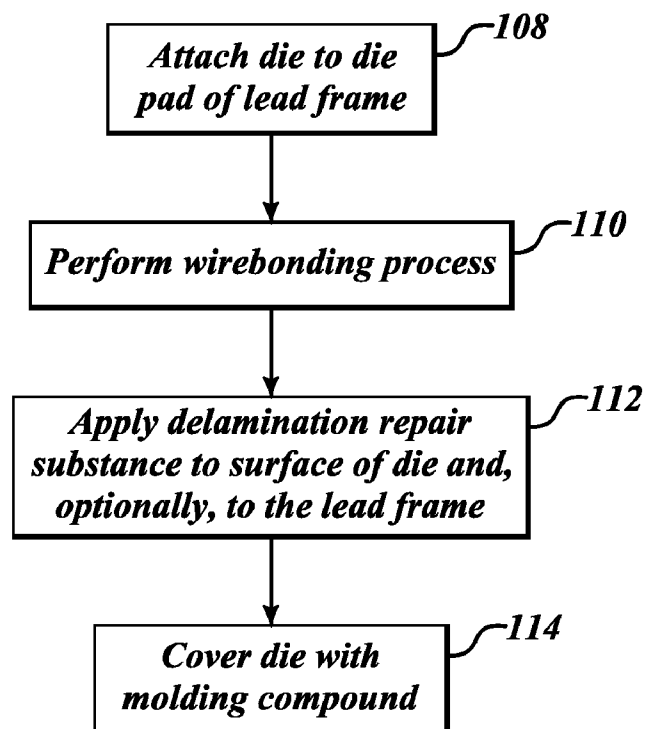 108
Attach die to die
pad of lead frame
110
Perform wirebonding process
112
Apply delamination repair
substance to surface of die and,
optionally, to the lead frame
114
Cover die with
molding compound